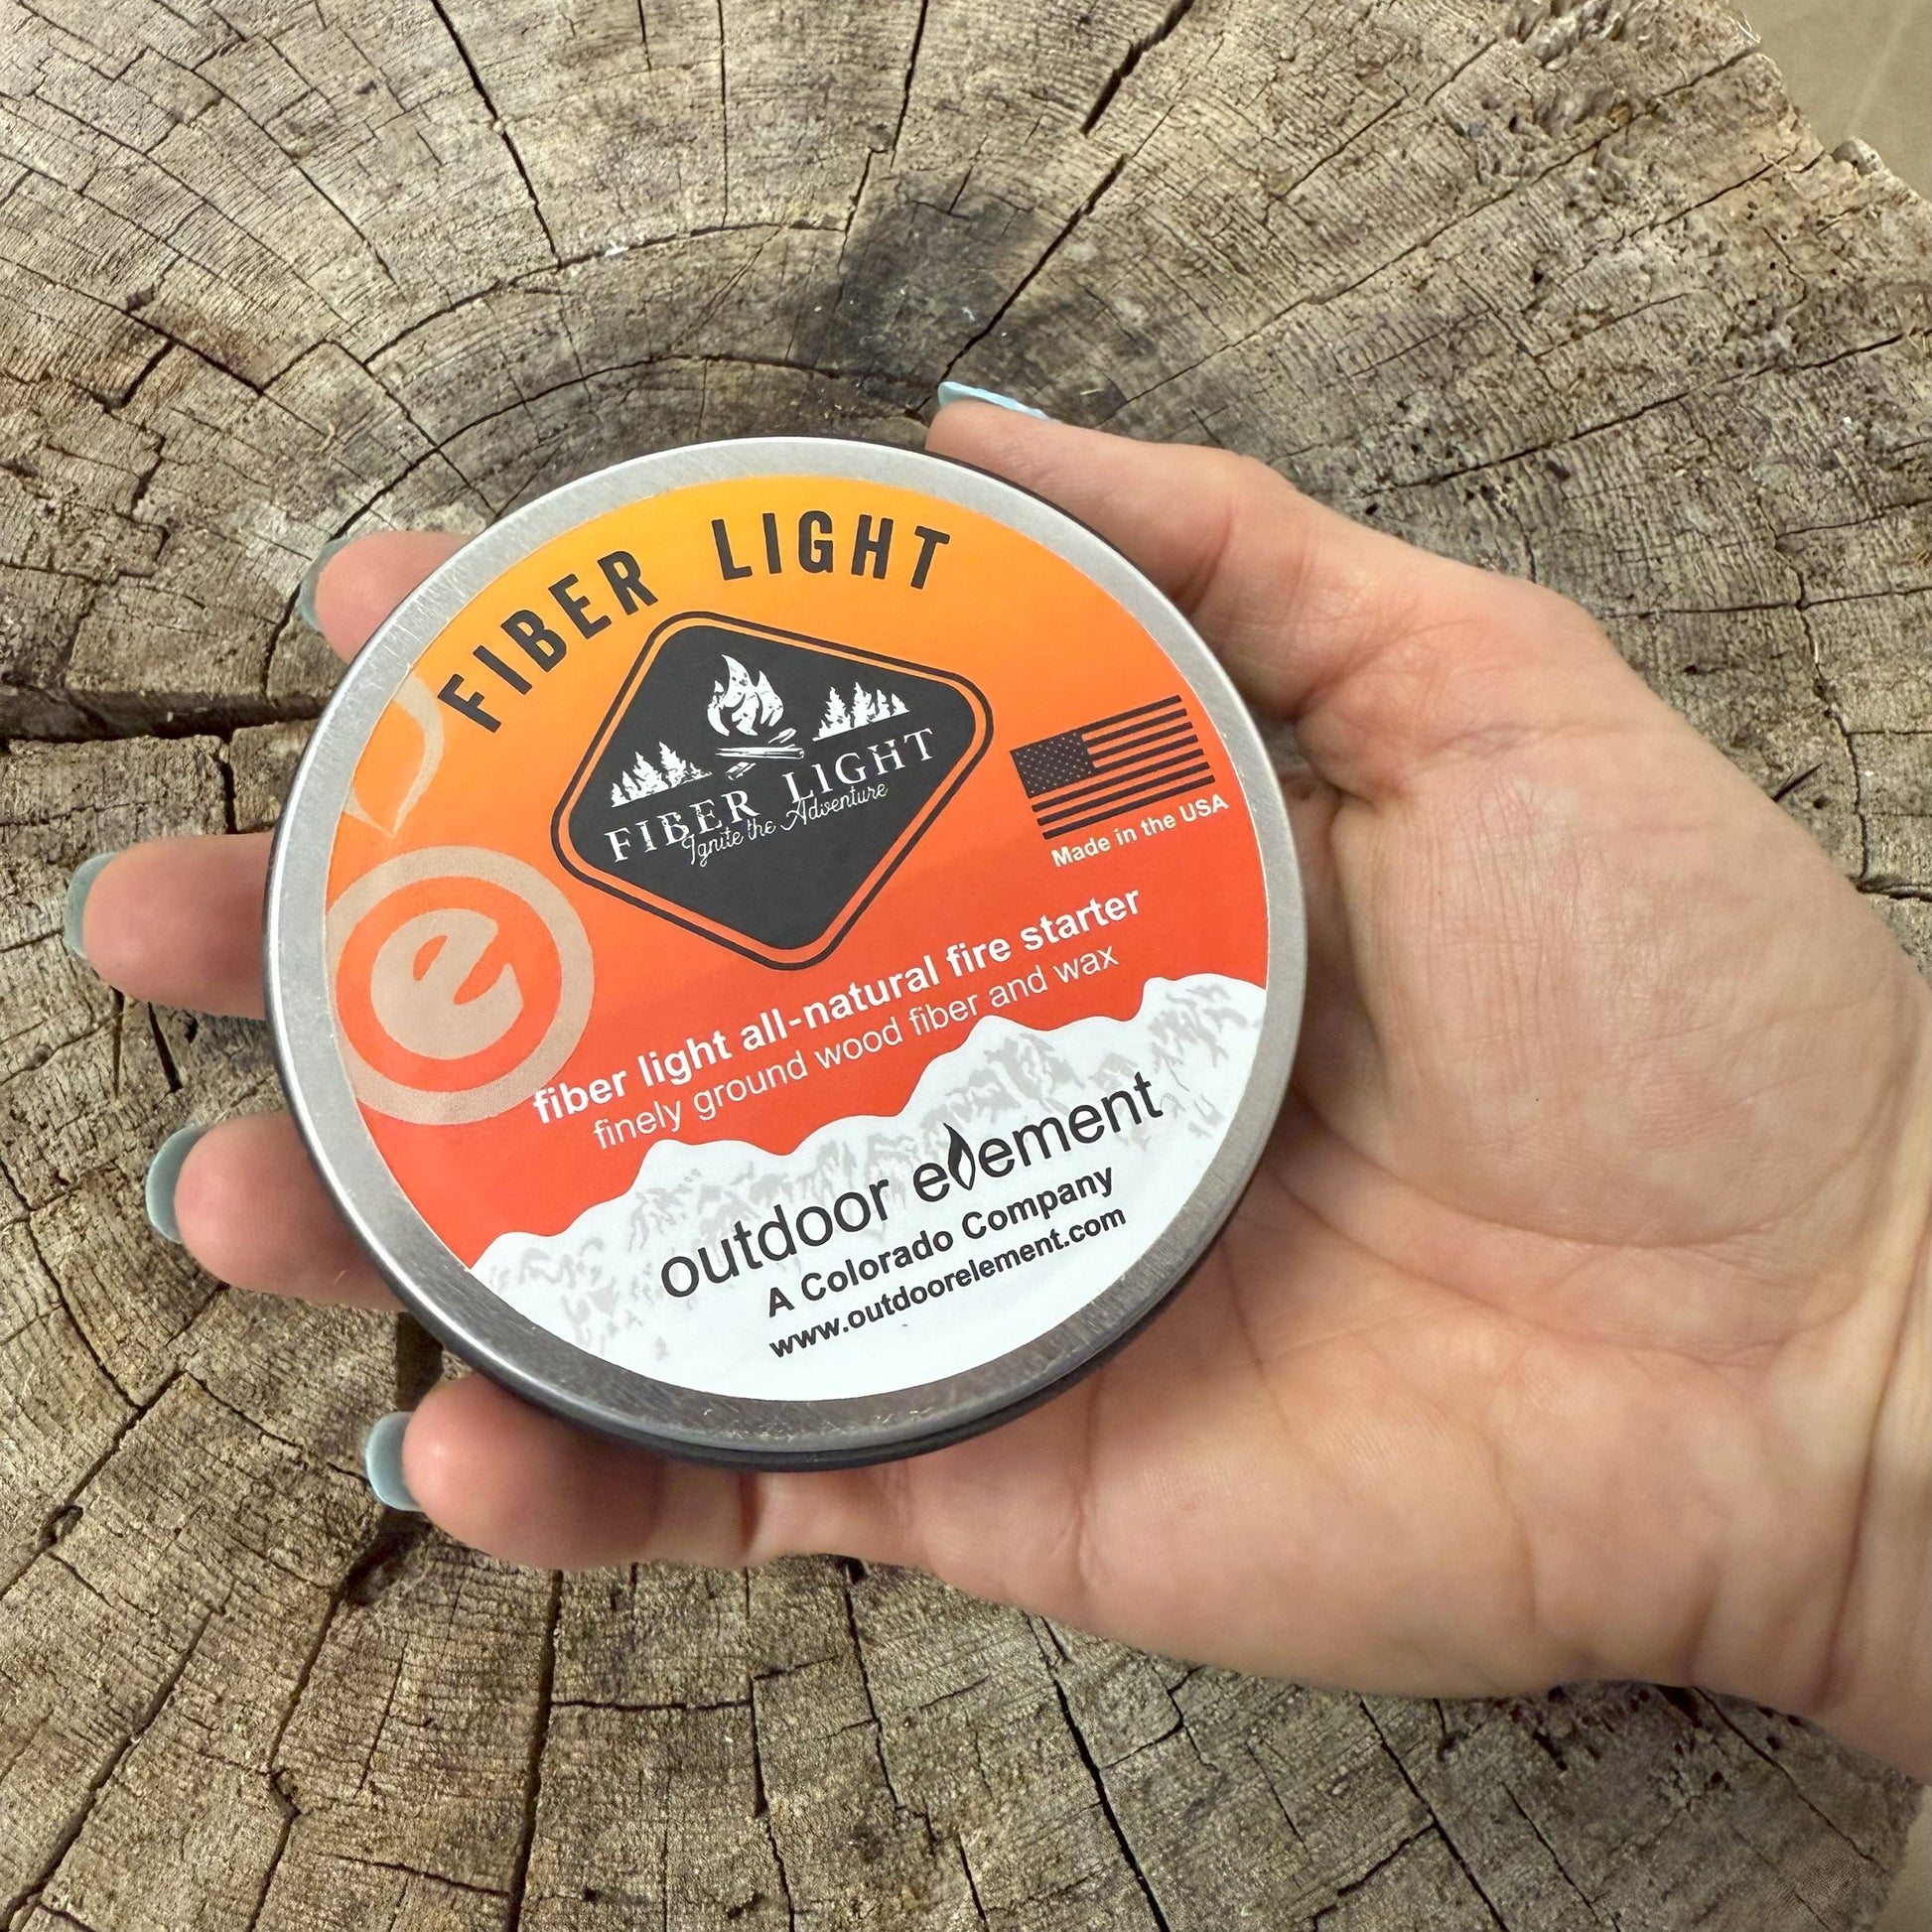 FIBER LIGHT
FIBER LIGHT
Ignite the Adventure
Made in the USA
e
fiber light all-natural fire starter
finely ground wood fiber and wax
outdoor element
A Colorado Company
www.outdoorelement.com